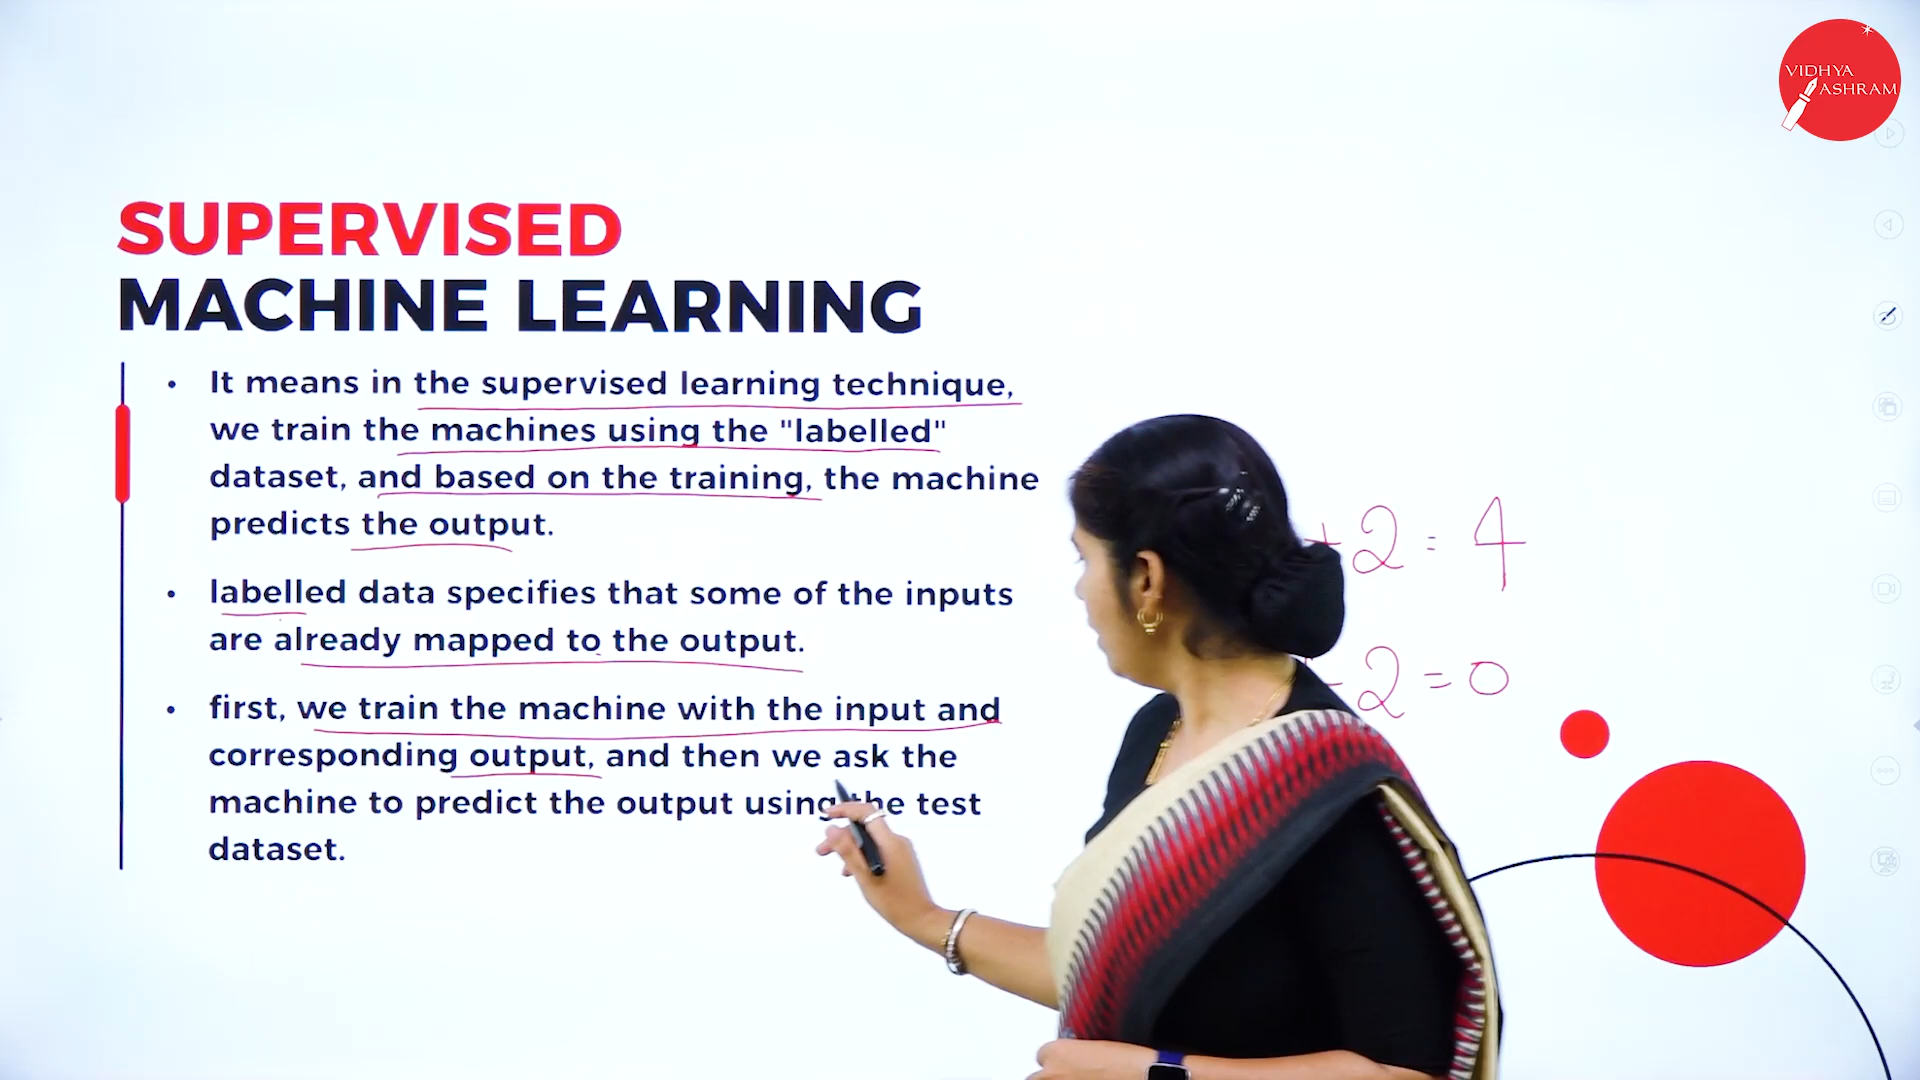 VIDHYA
ASHRAM
SUPERVISED
MACHINE LEARNING
• It means in the supervised learning technique,
we train the machines using the "labelled"
dataset, and based on the training, the machine
predicts the output.
• labelled data specifies that some of the inputs
are already mapped to the output.
• first, we train the machine with the input and
corresponding output, and then we ask the
machine to predict the output using the test
dataset.
+2=4
-2=0